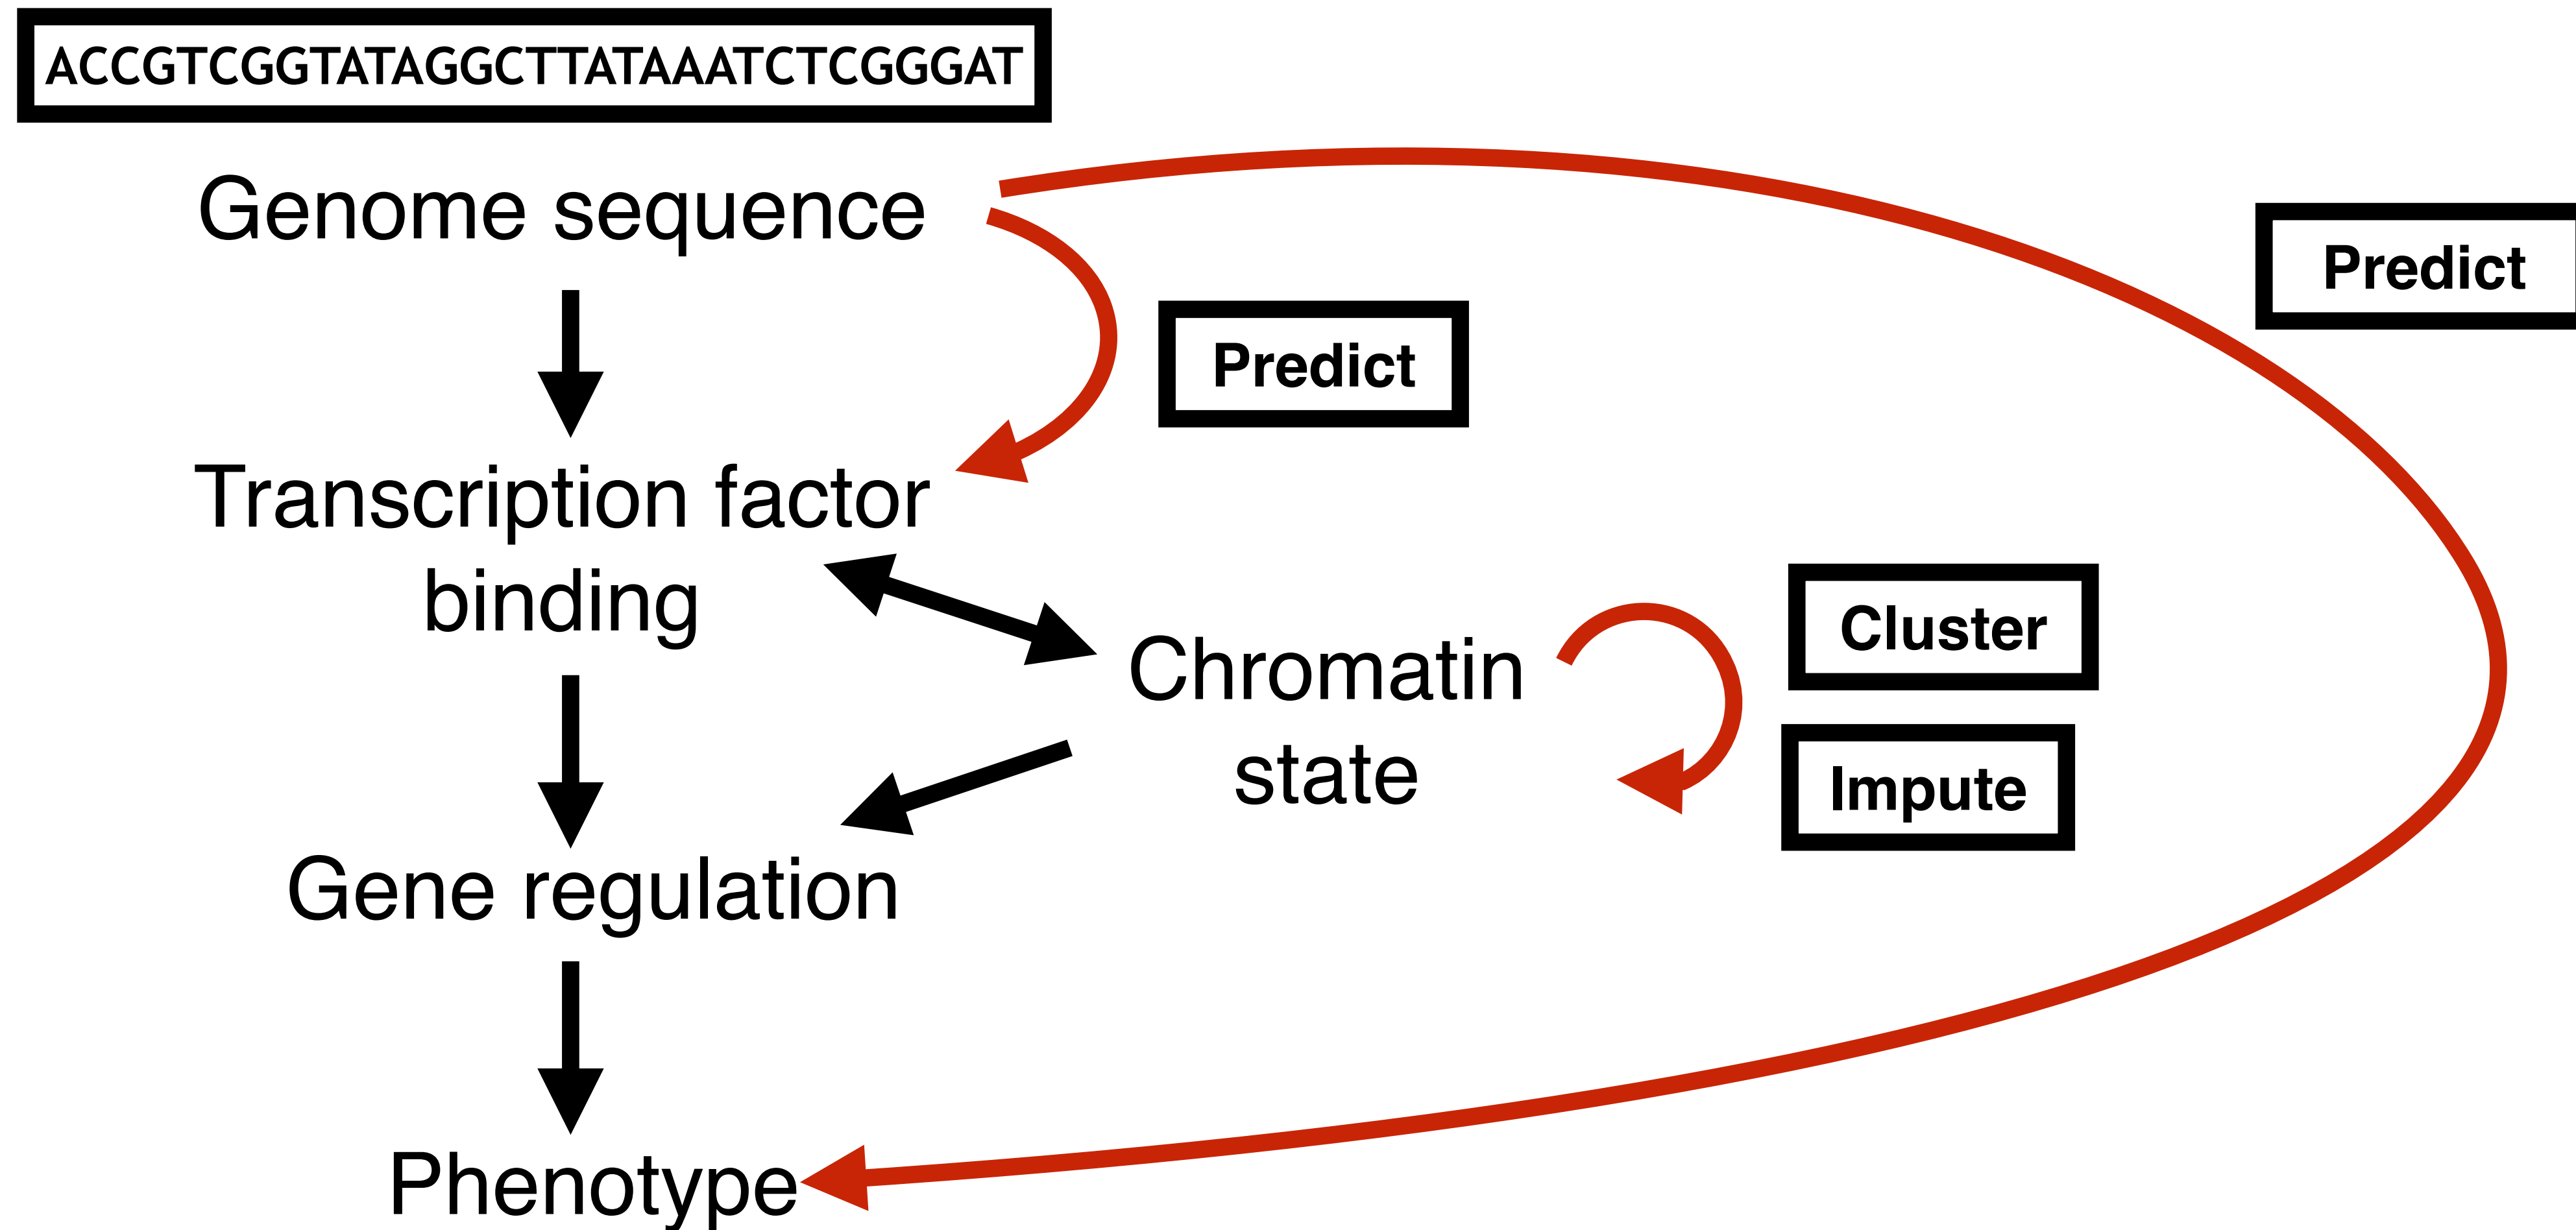 ACCGTCGGTATAGGCTTATAAATCTCGGGAT
Genome sequence
Predict
Predict
Transcription factor
binding
Chromatin
state
Cluster
Impute
Gene regulation
Phenotype